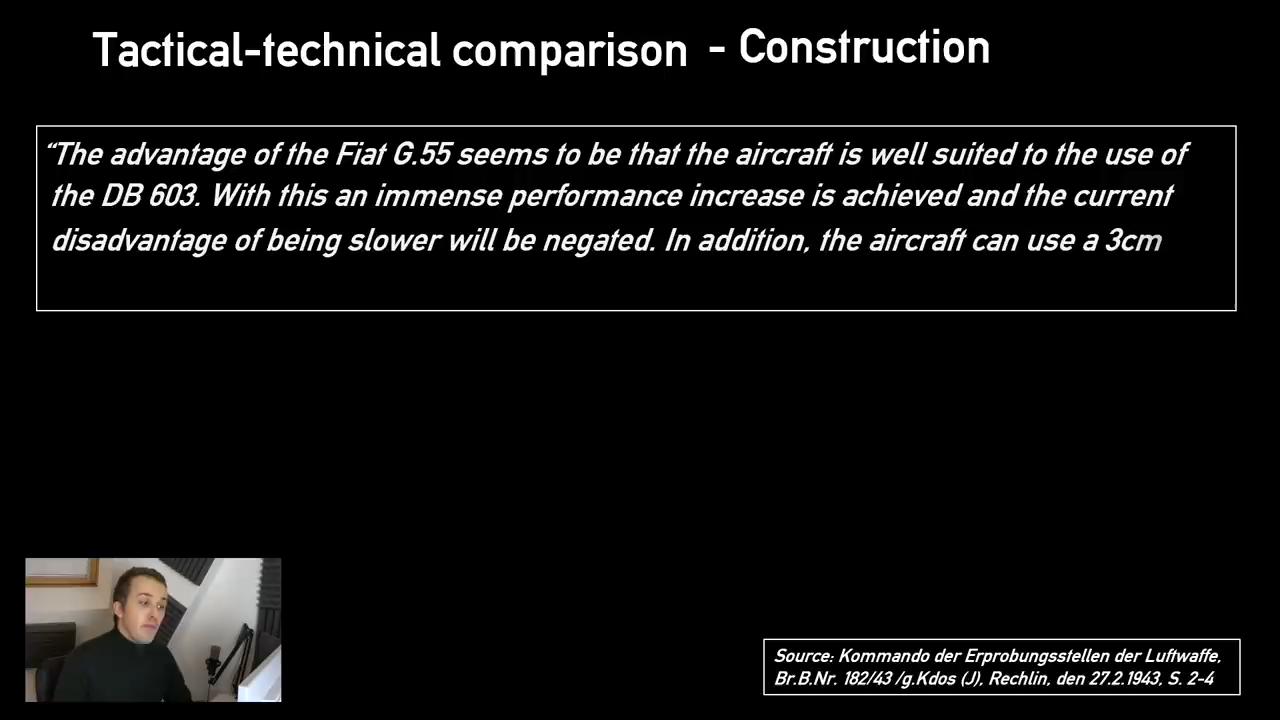 Tactical-technical comparison - Construction
“The advantage of the Fiat G.55 seems to be that the aircraft is well suited to the use of
the DB 603. With this an immense performance increase is achieved and the current
disadvantage of being slower will be negated. In addition, the aircraft can use a 3cm
Source: Kommando der Erprobungsstellen der Luftwaffe,
Br.B.Nr. 182/43 /g.Kdos (J), Rechlin, den 27.2.1943, S. 2-4